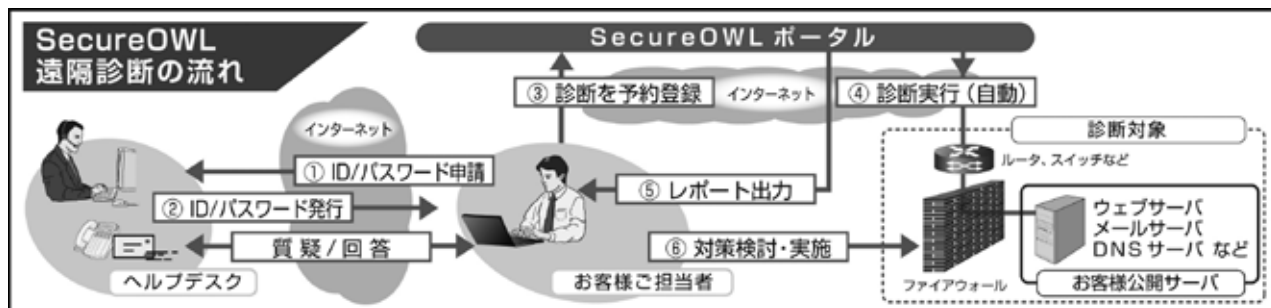 SecureOWL
遠隔診断の流れ
SecureOWL ポータル
③ 診断を予約登録
インターネット
④ 診断実行(自動)
インターネット
① ID/パスワード申請
② ID/パスワード発行
質疑/回答
ヘルプデスク
お客様ご担当者
⑤ レポート出力
⑥ 対策検討・実施
診断対象
ルータ、スイッチなど
ファイアウォール
ウェブサーバ
メールサーバ
DNSサーバ など
お客様公開サーバ